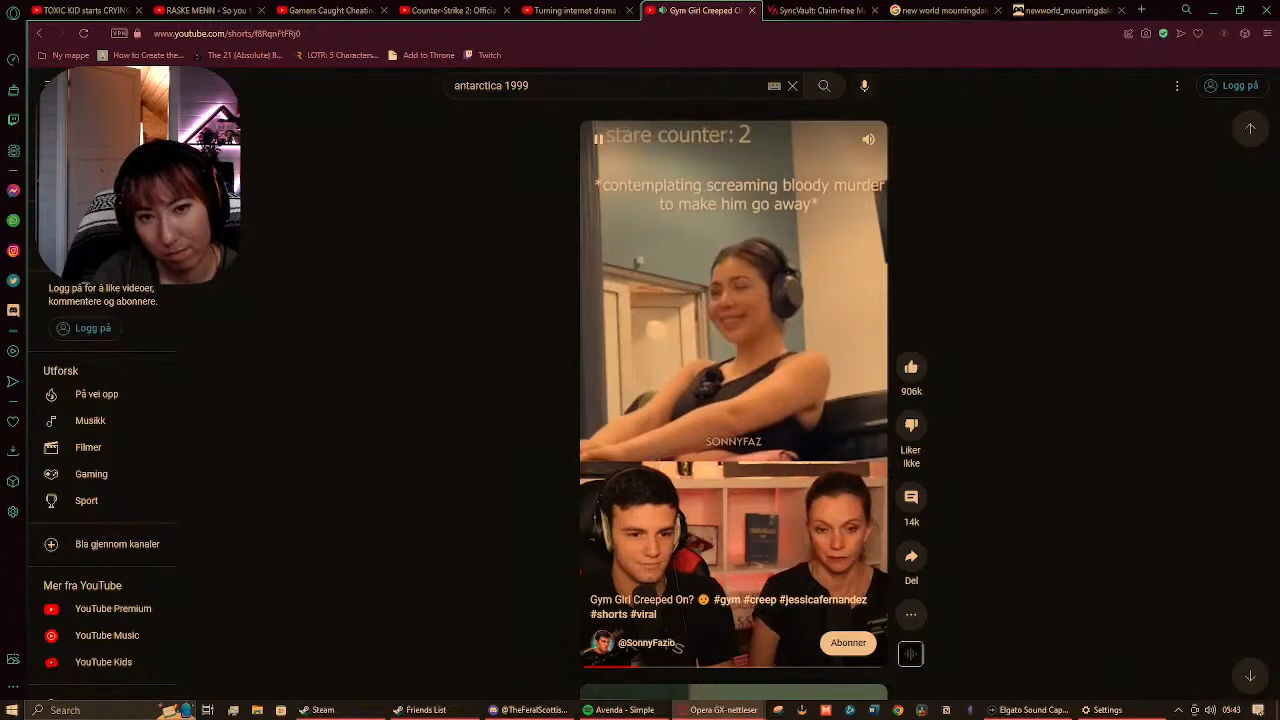 TOXIC KID starts CRYING
RASKE MENN - So you
Gamers Caught Cheatin
Counter-Strike 2: Officia
Turning internet drama
Gym Girl Creeped O
SyncVault: Claim-free M
new world mourningdal
newworld_mourningdal
VPN
www.youtube.com/shorts/f8RqnFtFRj0
Ny mappe
How to Create the...
The 21 (Absolute) B...
LOTR: 5 Characters...
Add to Throne
Twitch
antarctica 1999
Logg på
stare counter: 2
*contemplating screaming bloody murder
to make him go away*
SONNYFAZ
Gym Girl Creeped On? #gym #creep #jessicafernandez
#shorts #viral
@SonnyFazio
Abonner
906k
Liker
ikke
14k
Del
Logg på for å like videoer,
kommentere og abonnere.
Logg på
Utforsk
På vei opp
Musikk
Filmer
Gaming
Sport
Bla gjennom kanaler
Mer fra YouTube
YouTube Premium
YouTube Music
YouTube Kids
Search
Steam
Friends List
@TheFeralScottis...
Avenda - Simple
Opera GX-nettleser
Elgato Sound Cap...
Settings
05:43